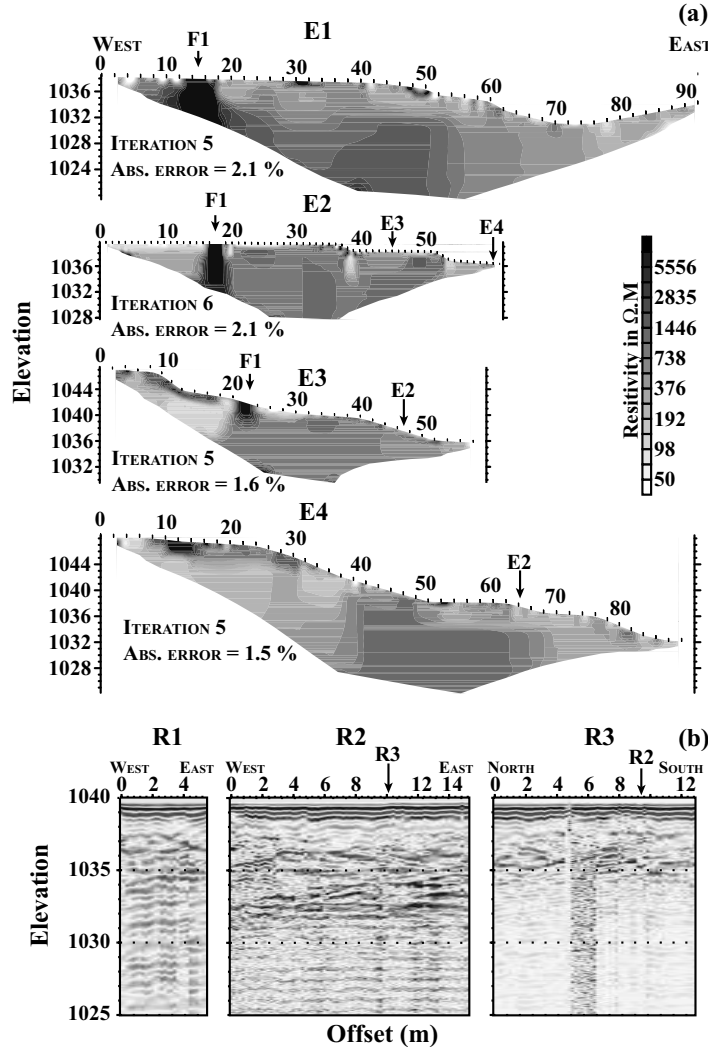 (a)
E1
WEST F1 EAST
0 10 20 30 40 50 60 70 80 90
1036
1028
1024
ITERATION 5
ABS. ERROR = 2.1 %
F1 E2 E3 E4
0 10 20 30 40 50
1036
1032
1028
ITERATION 6
ABS. ERROR = 2.1 %
F1 E3 E2
0 10 20 30 40 50
1044
1040
1036
1032
ITERATION 5
ABS. ERROR = 1.6 %
E4 E2
0 10 20 30 40 50 60 70 80
1044
1040
1036
1032
1028
ITERATION 5
ABS. ERROR = 1.5 %
Elevation
Resitivity in Ω.M
5556
2835
1446
738
376
192
98
50
(b)
R1 R2 R3
WEST EAST WEST R3 EAST NORTH R2 SOUTH
0 2 4 0 2 4 6 8 10 12 14 0 2 4 6 8 12
1040
1035
1030
1025
Elevation
Offset (m)